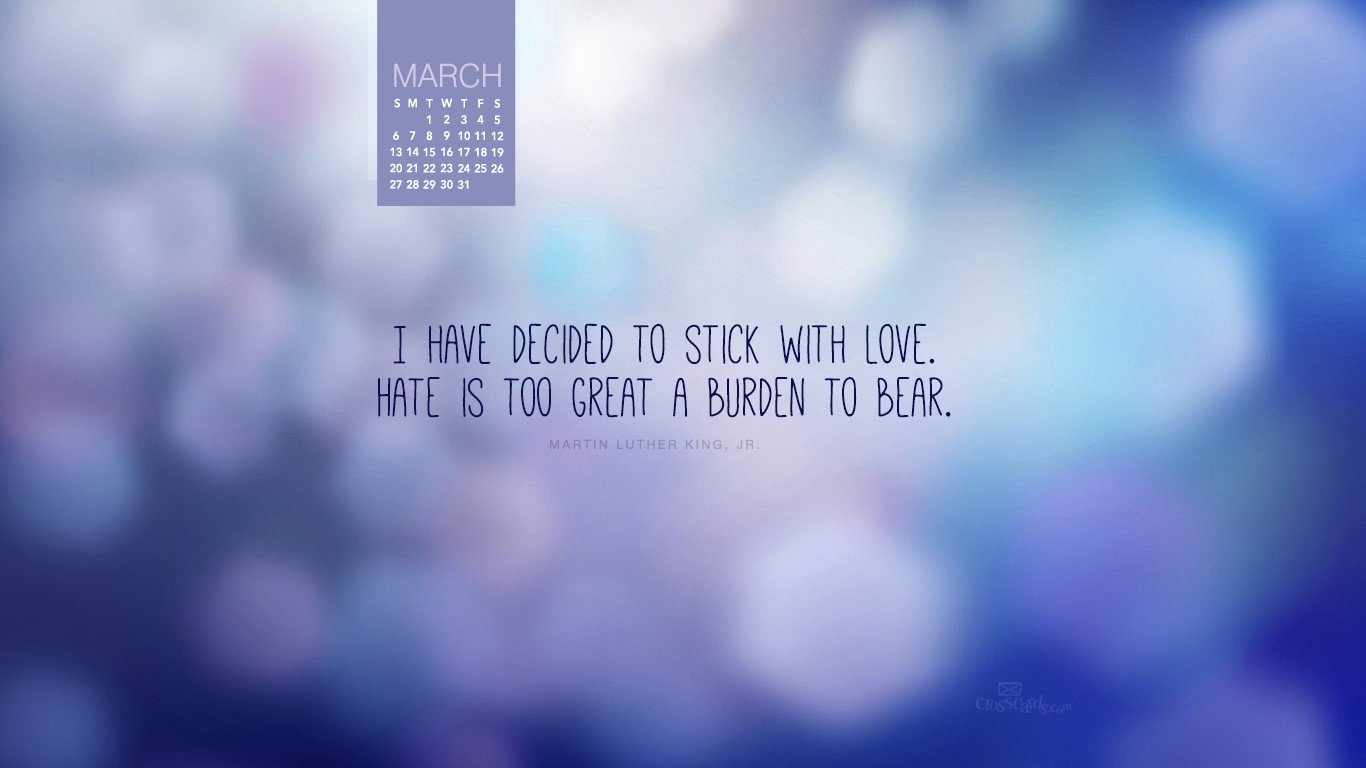 MARCH
S M T W T F S
1 2 3 4 5
6 7 8 9 10 11 12
13 14 15 16 17 18 19
20 21 22 23 24 25 26
27 28 29 30 31
I HAVE DECIDED TO STICK WITH LOVE.
HATE IS TOO GREAT A BURDEN TO BEAR.
MARTIN LUTHER KING, JR.
crosscards.com